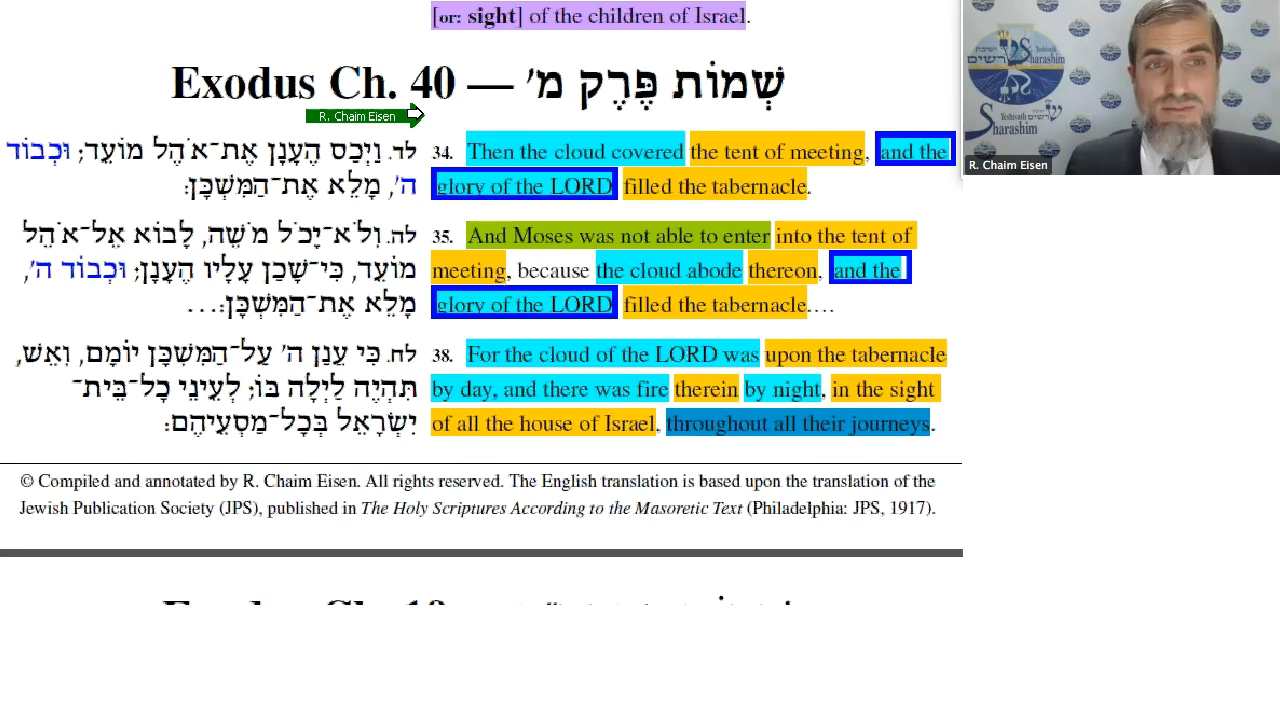 [or: sight] of the children of Israel.
Exodus Ch. 40 — שְׁמוֹת פֶּרֶק מ׳
R. Chaim Eisen
לד. וַיְכַס הֶעָנָן אֶת־אֹהֶל מוֹעֵד; וּכְבוֹד
ה׳, מָלֵא אֶת־הַמִּשְׁכָּן:
34. Then the cloud covered the tent of meeting, and the
glory of the LORD filled the tabernacle.
לה. וְלֹא־יָכֹל מֹשֶׁה, לָבוֹא אֶל־אֹהֶל
מוֹעֵד, כִּי־שָׁכַן עָלָיו הֶעָנָן; וּכְבוֹד ה׳,
מָלֵא אֶת־הַמִּשְׁכָּן:...
35. And Moses was not able to enter into the tent of
meeting, because the cloud abode thereon, and the
glory of the LORD filled the tabernacle....
לח. כִּי עֲנַן ה׳ עַל־הַמִּשְׁכָּן יוֹמָם, וְאֵשׁ,
תִּהְיֶה לַיְלָה בּוֹ; לְעֵינֵי כָל־בֵּית־
יִשְׂרָאֵל בְּכָל־מַסְעֵיהֶם:
38. For the cloud of the LORD was upon the tabernacle
by day, and there was fire therein by night, in the sight
of all the house of Israel, throughout all their journeys.
© Compiled and annotated by R. Chaim Eisen. All rights reserved. The English translation is based upon the translation of the
Jewish Publication Society (JPS), published in The Holy Scriptures According to the Masoretic Text (Philadelphia: JPS, 1917).
ישיבת
שרשים
Yeshivath
Sharashim
Yeshivath
שרשים
Sharashim
R. Chaim Eisen